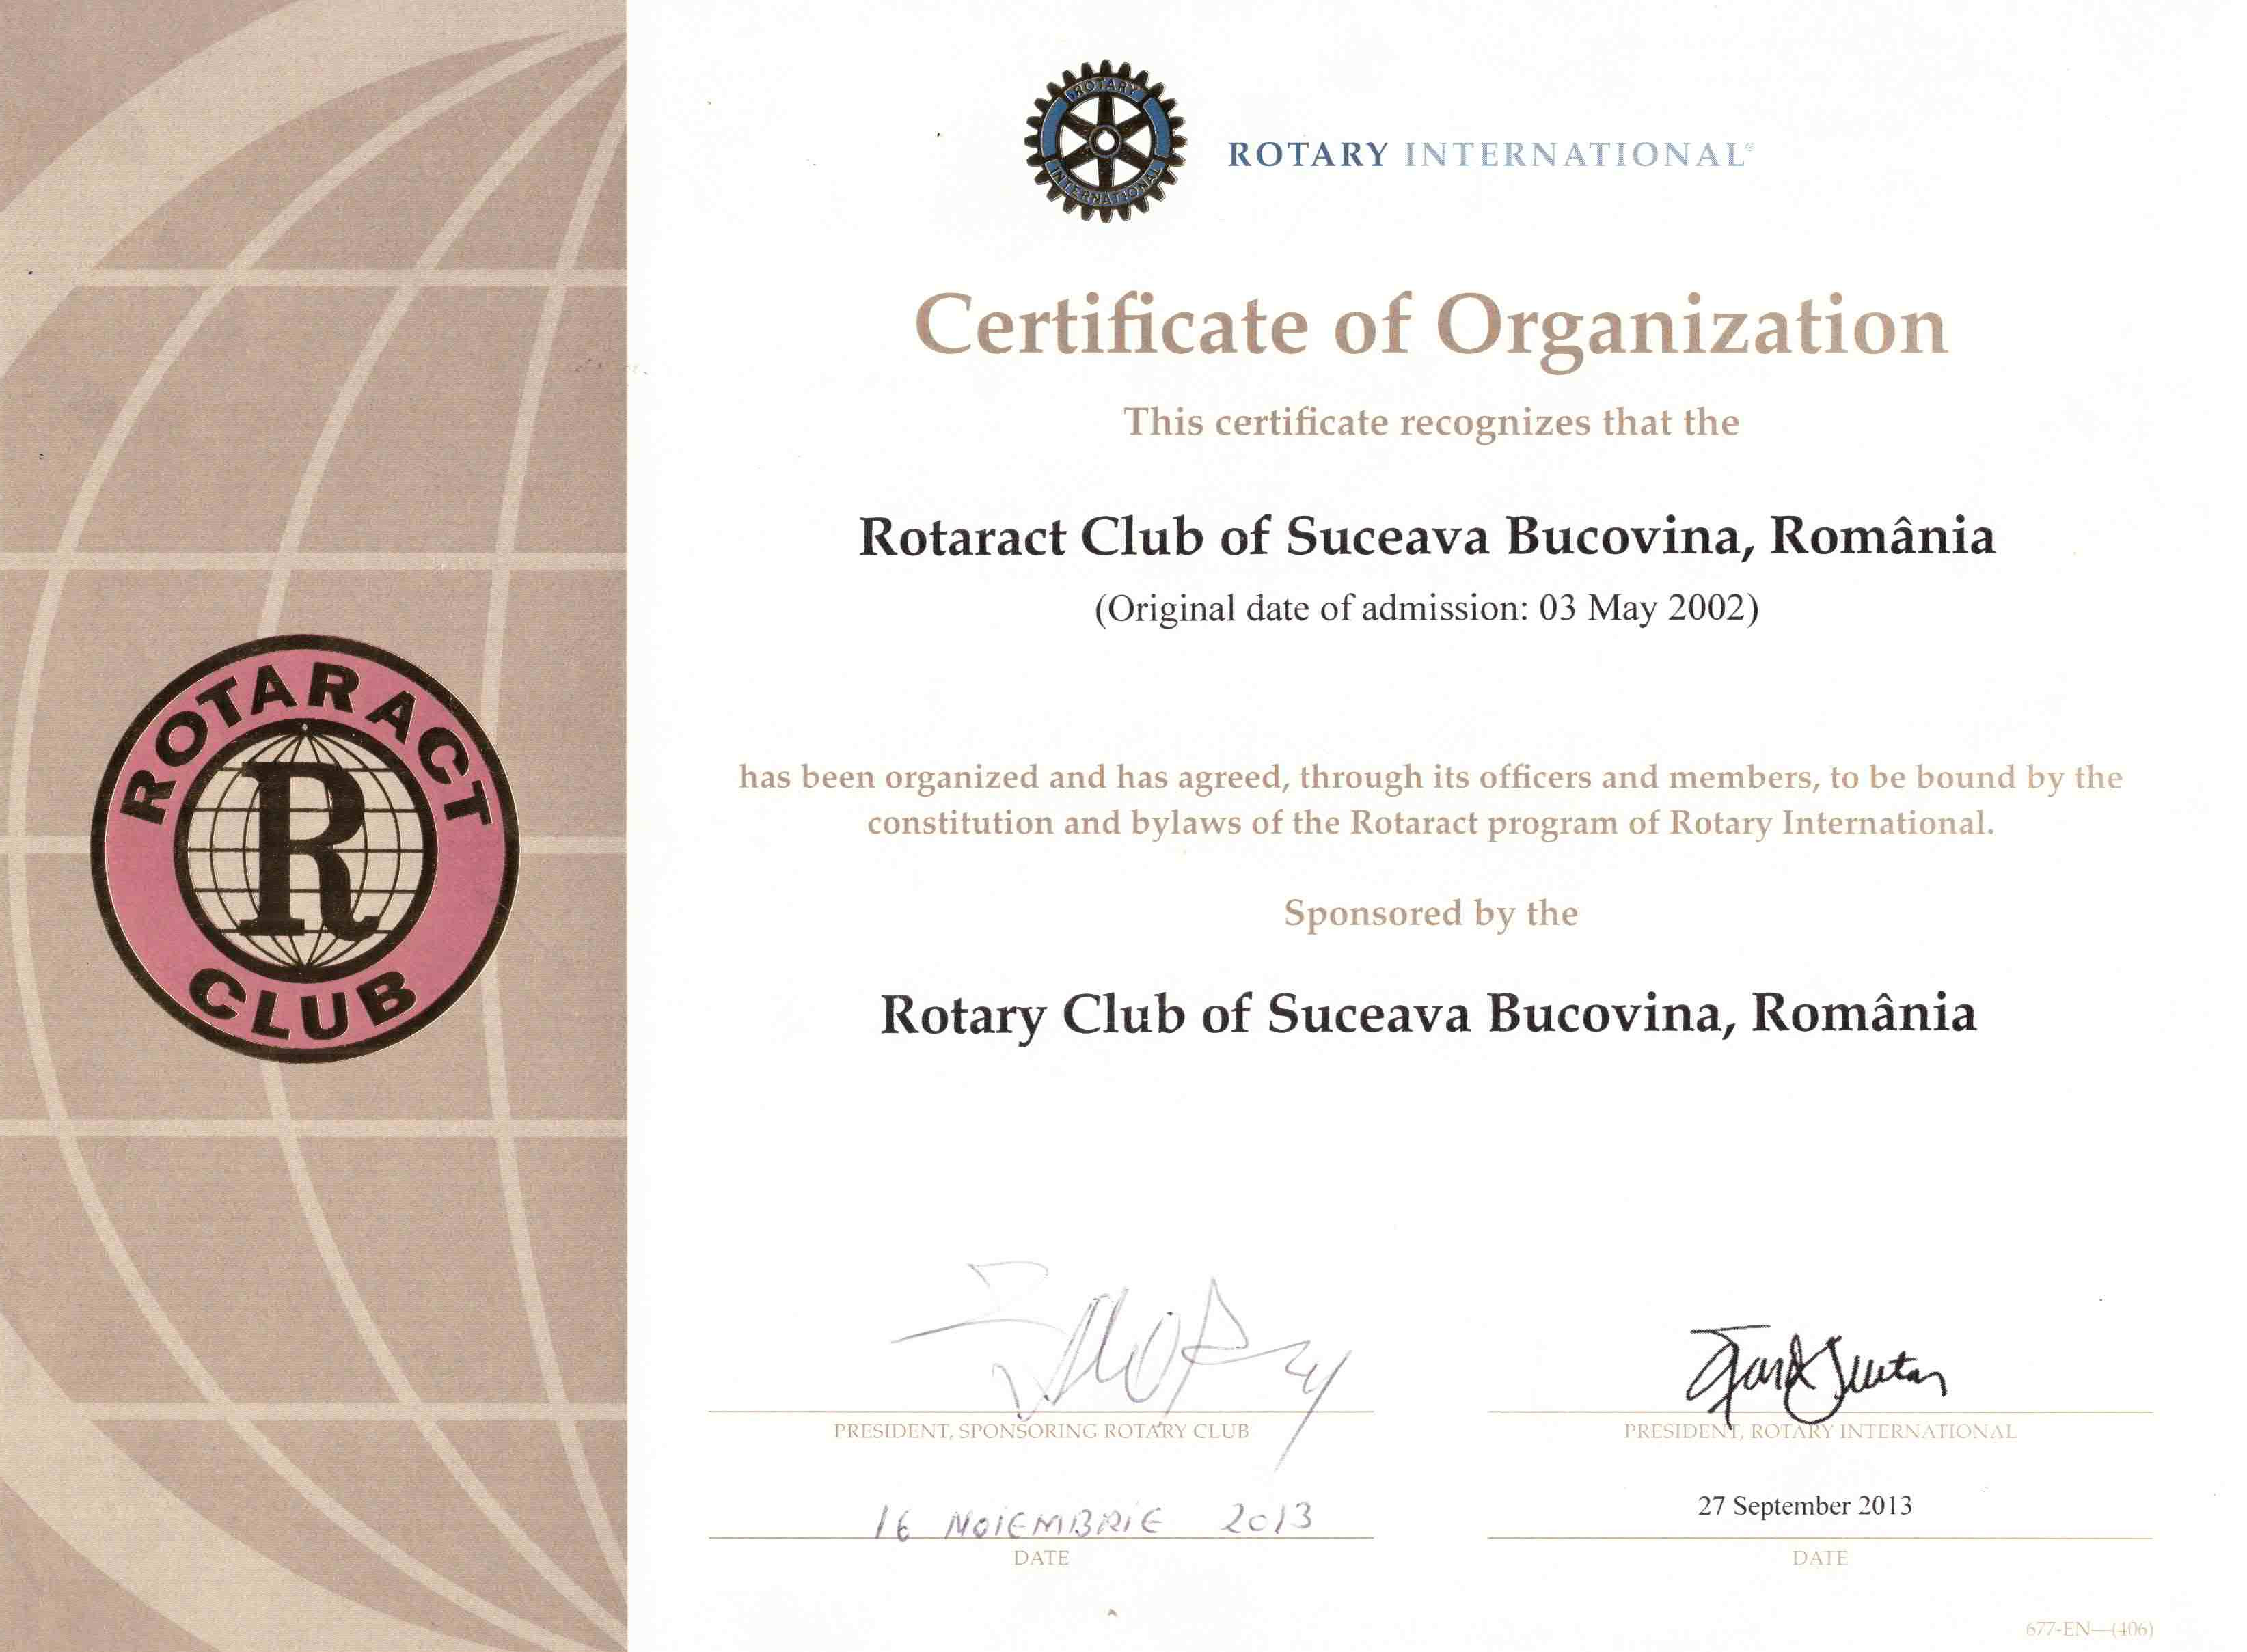 ROTARY
INTERNATIONAL
ROTARY INTERNATIONAL®
Certificate of Organization
This certificate recognizes that the
Rotaract Club of Suceava Bucovina, România
(Original date of admission: 03 May 2002)
has been organized and has agreed, through its officers and members, to be bound by the
constitution and bylaws of the Rotaract program of Rotary International.
Sponsored by the
Rotary Club of Suceava Bucovina, România
ROTARACT
R
CLUB
PRESIDENT, SPONSORING ROTARY CLUB
PRESIDENT, ROTARY INTERNATIONAL
16 NOIEMBRIE 2013
27 September 2013
DATE
DATE
677-EN—(406)